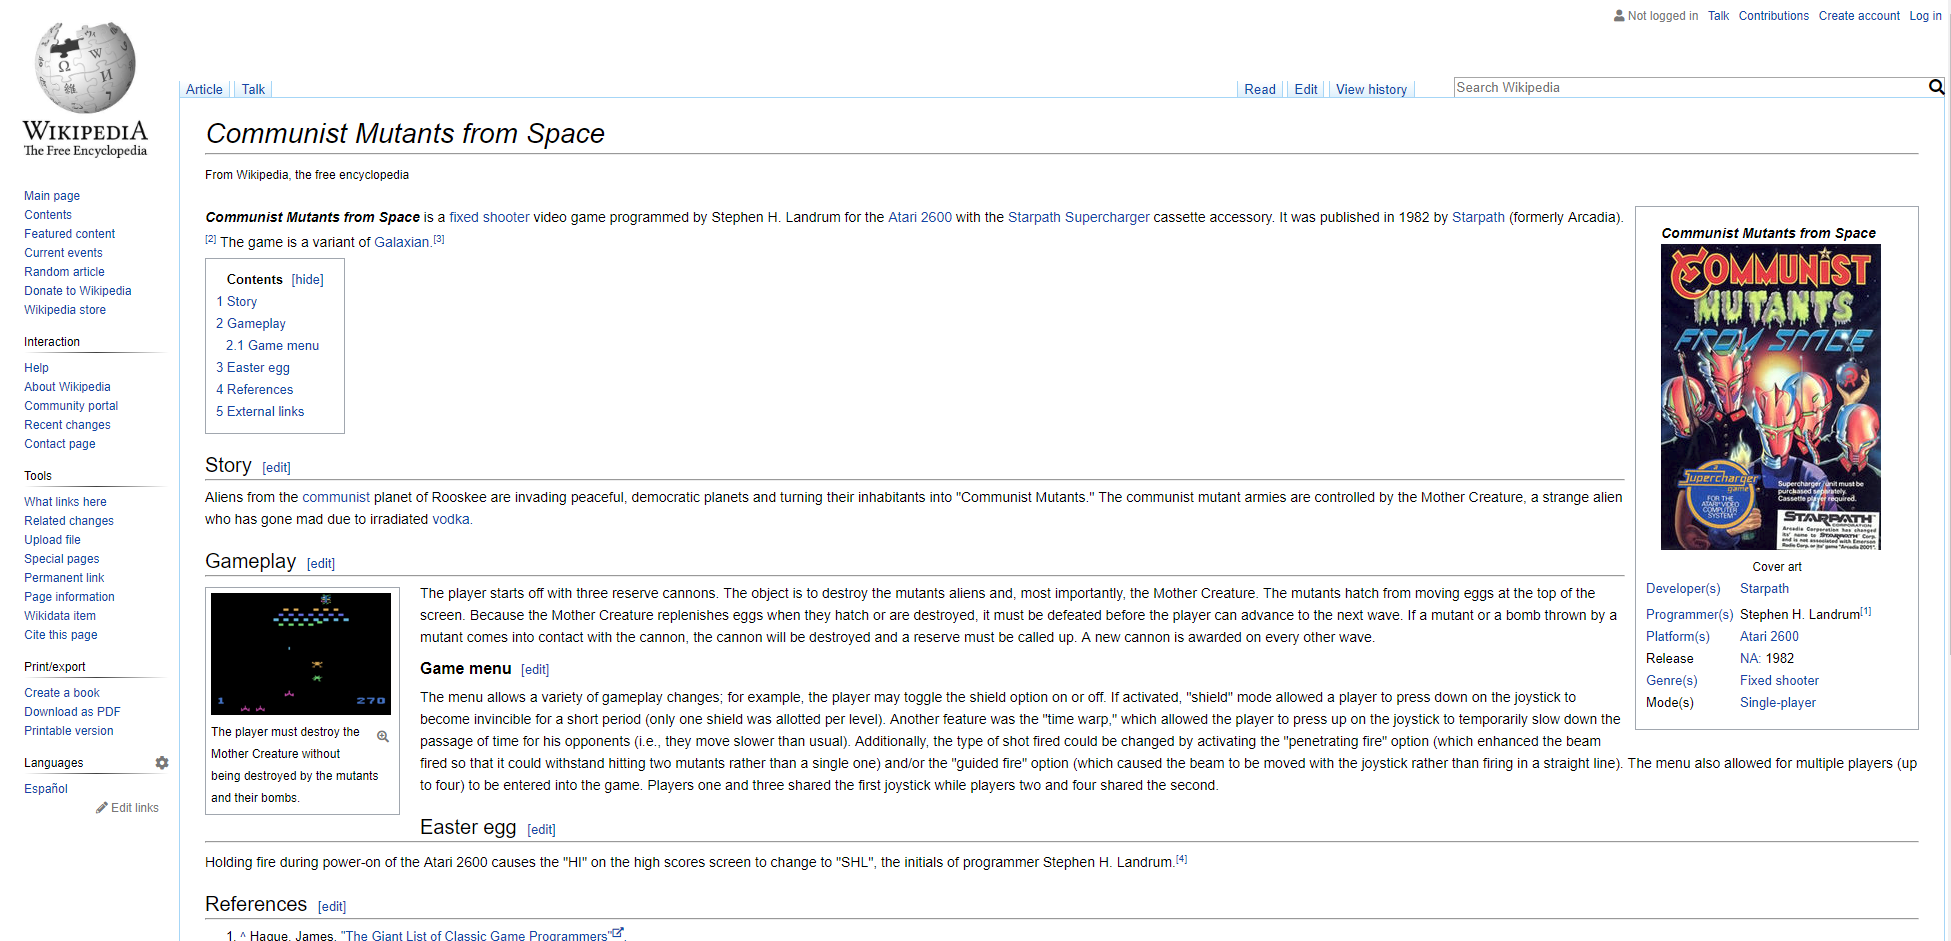 Not logged in Talk Contributions Create account Log in
WIKIPEDIA
The Free Encyclopedia
Article Talk Read Edit View history Search Wikipedia
Main page
Contents
Featured content
Current events
Random article
Donate to Wikipedia
Wikipedia store
Interaction
Help
About Wikipedia
Community portal
Recent changes
Contact page
Tools
What links here
Related changes
Upload file
Special pages
Permanent link
Page information
Wikidata item
Cite this page
Print/export
Create a book
Download as PDF
Printable version
Languages
Español
Edit links
Communist Mutants from Space
From Wikipedia, the free encyclopedia
Communist Mutants from Space is a fixed shooter video game programmed by Stephen H. Landrum for the Atari 2600 with the Starpath Supercharger cassette accessory. It was published in 1982 by Starpath (formerly Arcadia).
[2] The game is a variant of Galaxian.[3]
Contents [hide]
1 Story
2 Gameplay
2.1 Game menu
3 Easter egg
4 References
5 External links
Communist Mutants from Space
COMMUNIST
MUTANTS
FROM SPACE
a
Supercharger
game
FOR THE
ATARI VIDEO
COMPUTER
SYSTEM
Supercharger unit must be
purchased separately.
Cassette player required.
STARPATH
CORPORATION
Arcadia Corporation has changed
its' name to STARPATH Corp.
and is not associated with Emerson
Radio Corp. or its' game "Arcadia 2001".
Cover art
Developer(s) Starpath
Programmer(s) Stephen H. Landrum[1]
Platform(s) Atari 2600
Release NA: 1982
Genre(s) Fixed shooter
Mode(s) Single-player
Story [edit]
Aliens from the communist planet of Rooskee are invading peaceful, democratic planets and turning their inhabitants into "Communist Mutants." The communist mutant armies are controlled by the Mother Creature, a strange alien
who has gone mad due to irradiated vodka.
Gameplay [edit]
1 270
The player must destroy the
Mother Creature without
being destroyed by the mutants
and their bombs.
The player starts off with three reserve cannons. The object is to destroy the mutants aliens and, most importantly, the Mother Creature. The mutants hatch from moving eggs at the top of the
screen. Because the Mother Creature replenishes eggs when they hatch or are destroyed, it must be defeated before the player can advance to the next wave. If a mutant or a bomb thrown by a
mutant comes into contact with the cannon, the cannon will be destroyed and a reserve must be called up. A new cannon is awarded on every other wave.
Game menu [edit]
The menu allows a variety of gameplay changes; for example, the player may toggle the shield option on or off. If activated, "shield" mode allowed a player to press down on the joystick to
become invincible for a short period (only one shield was allotted per level). Another feature was the "time warp," which allowed the player to press up on the joystick to temporarily slow down the
passage of time for his opponents (i.e., they move slower than usual). Additionally, the type of shot fired could be changed by activating the "penetrating fire" option (which enhanced the beam
fired so that it could withstand hitting two mutants rather than a single one) and/or the "guided fire" option (which caused the beam to be moved with the joystick rather than firing in a straight line). The menu also allowed for multiple players (up
to four) to be entered into the game. Players one and three shared the first joystick while players two and four shared the second.
Easter egg [edit]
Holding fire during power-on of the Atari 2600 causes the "HI" on the high scores screen to change to "SHL", the initials of programmer Stephen H. Landrum.[4]
References [edit]
1. ^ Hague, James. "The Giant List of Classic Game Programmers".